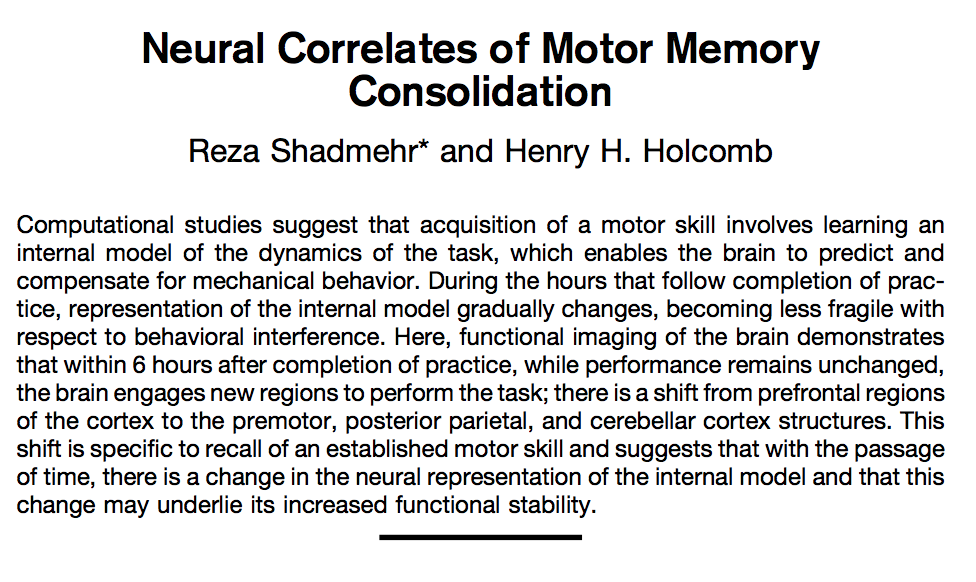 Neural Correlates of Motor Memory
Consolidation
Reza Shadmehr* and Henry H. Holcomb
Computational studies suggest that acquisition of a motor skill involves learning an
internal model of the dynamics of the task, which enables the brain to predict and
compensate for mechanical behavior. During the hours that follow completion of prac-
tice, representation of the internal model gradually changes, becoming less fragile with
respect to behavioral interference. Here, functional imaging of the brain demonstrates
that within 6 hours after completion of practice, while performance remains unchanged,
the brain engages new regions to perform the task; there is a shift from prefrontal regions
of the cortex to the premotor, posterior parietal, and cerebellar cortex structures. This
shift is specific to recall of an established motor skill and suggests that with the passage
of time, there is a change in the neural representation of the internal model and that this
change may underlie its increased functional stability.